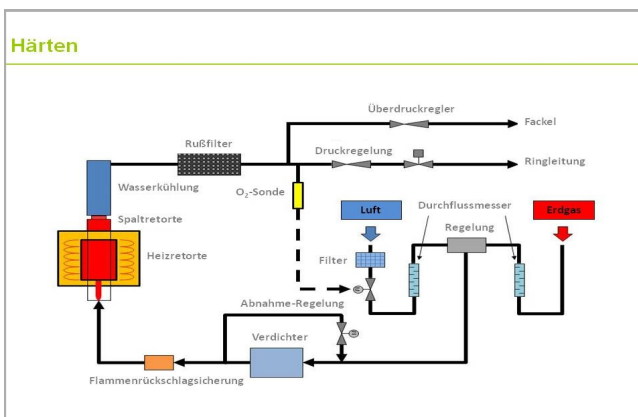 Härten
Überdruckregler
Fackel
Rußfilter
Druckregelung
Ringleitung
Wasserkühlung
O₂-Sonde
Luft
Durchflussmesser
Erdgas
Spaltretorte
Regelung
Heizretorte
Filter
Abnahme-Regelung
Verdichter
Flammenrückschlagsicherung